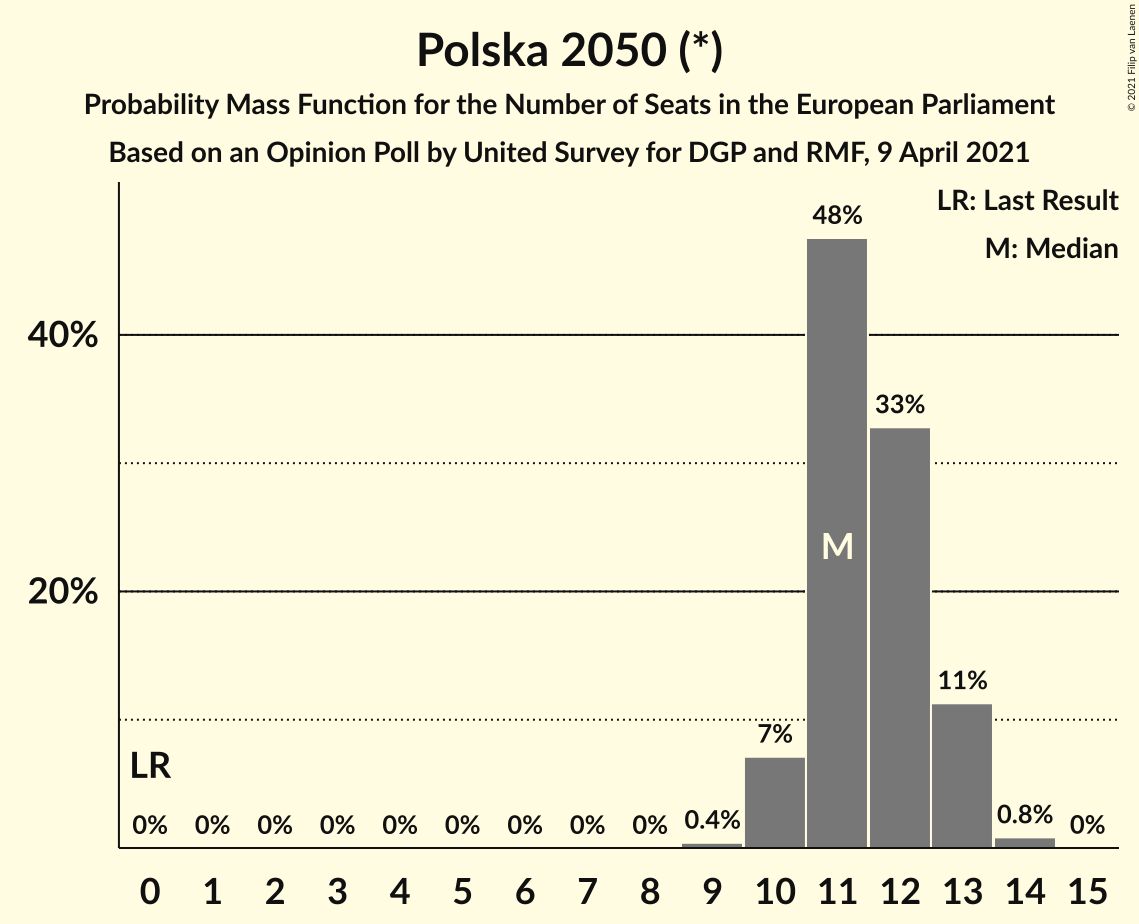 Polska 2050 (*)
Probability Mass Function for the Number of Seats in the European Parliament
Based on an Opinion Poll by United Survey for DGP and RMF, 9 April 2021
© 2021 Filip van Laenen
LR: Last Result
M: Median
48%
40%
33%
M
20%
11%
7%
LR
0% 0% 0% 0% 0% 0% 0% 0% 0% 0.4% 0.8% 0%
0 1 2 3 4 5 6 7 8 9 10 11 12 13 14 15